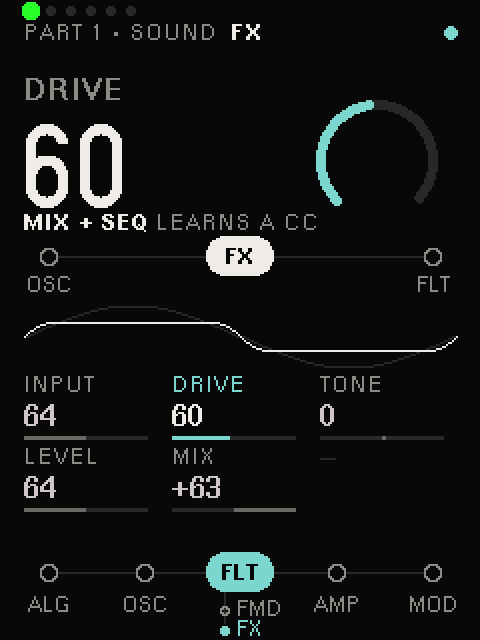 PART 1 · SOUND FX
DRIVE
60
MIX + SEQ LEARNS A CC
FX
OSC FLT
INPUT DRIVE TONE
64 60 0
LEVEL MIX —
64 +63
FLT
ALG OSC AMP MOD
FMD
FX